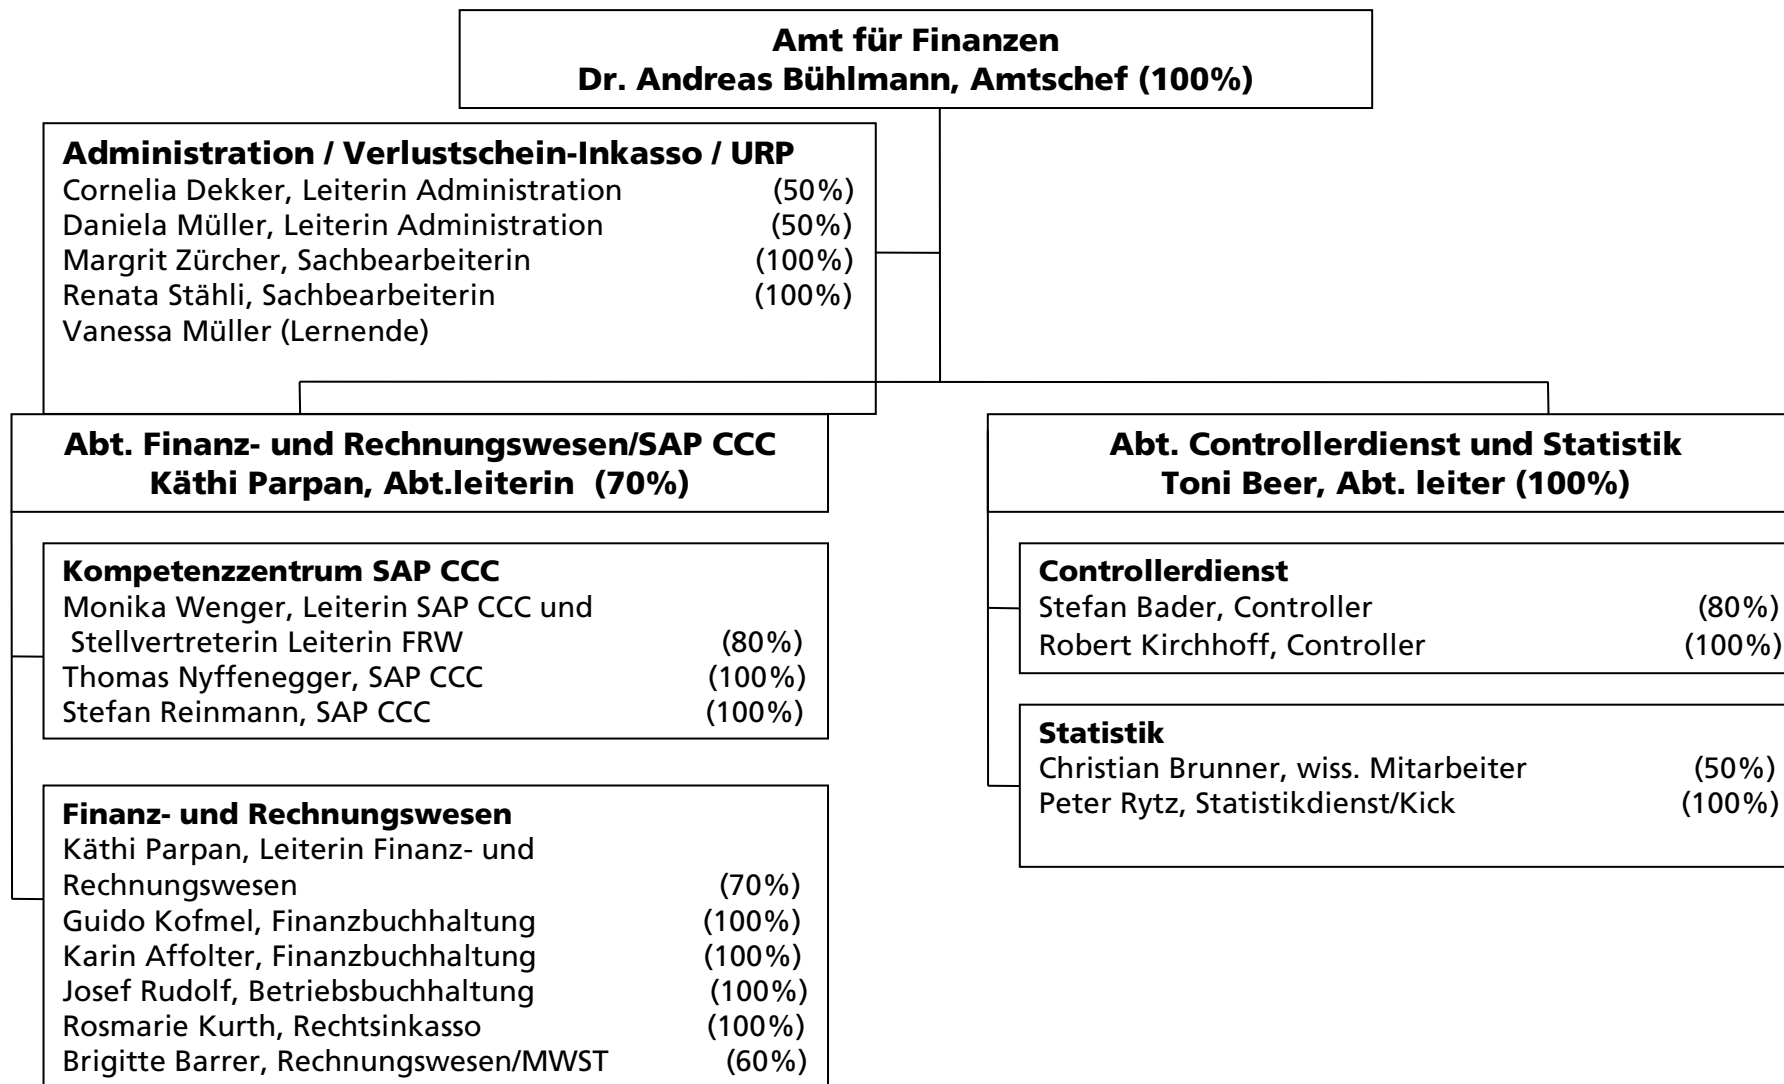 Amt für Finanzen
Dr. Andreas Bühlmann, Amtschef (100%)
Administration / Verlustschein-Inkasso / URP
Cornelia Dekker, Leiterin Administration (50%)
Daniela Müller, Leiterin Administration (50%)
Margrit Zürcher, Sachbearbeiterin (100%)
Renata Stähli, Sachbearbeiterin (100%)
Vanessa Müller (Lernende)
Abt. Finanz- und Rechnungswesen/SAP CCC
Käthi Parpan, Abt.leiterin (70%)
Kompetenzzentrum SAP CCC
Monika Wenger, Leiterin SAP CCC und
Stellvertreterin Leiterin FRW (80%)
Thomas Nyffenegger, SAP CCC (100%)
Stefan Reinmann, SAP CCC (100%)
Finanz- und Rechnungswesen
Käthi Parpan, Leiterin Finanz- und
Rechnungswesen (70%)
Guido Kofmel, Finanzbuchhaltung (100%)
Karin Affolter, Finanzbuchhaltung (100%)
Josef Rudolf, Betriebsbuchhaltung (100%)
Rosmarie Kurth, Rechtsinkasso (100%)
Brigitte Barrer, Rechnungswesen/MWST (60%)
Abt. Controllerdienst und Statistik
Toni Beer, Abt. leiter (100%)
Controllerdienst
Stefan Bader, Controller (80%)
Robert Kirchhoff, Controller (100%)
Statistik
Christian Brunner, wiss. Mitarbeiter (50%)
Peter Rytz, Statistikdienst/Kick (100%)